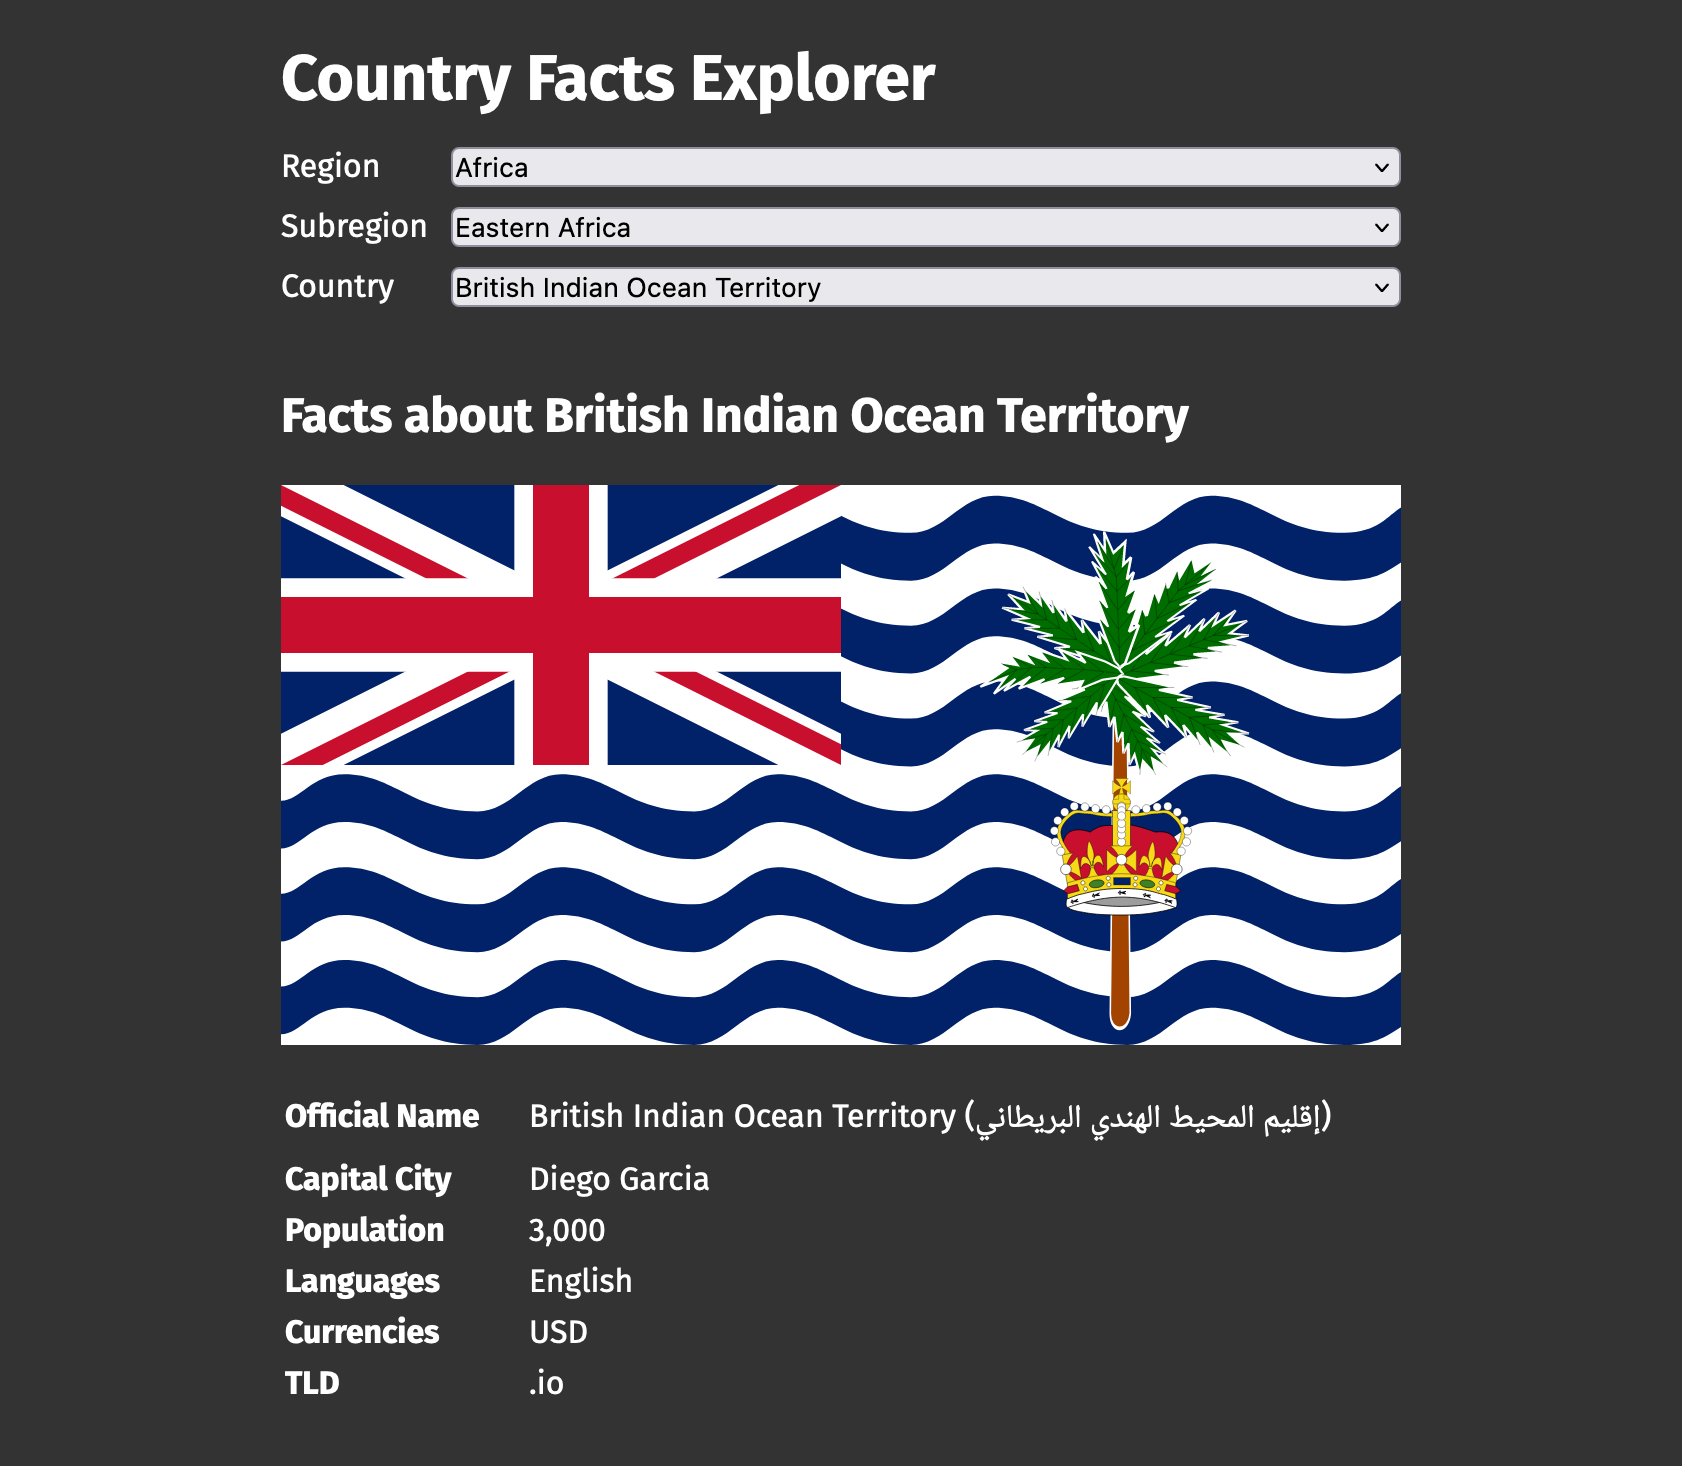 Country Facts Explorer
Region Africa
Subregion Eastern Africa
Country British Indian Ocean Territory
Facts about British Indian Ocean Territory
Official Name British Indian Ocean Territory (إقليم المحيط الهندي البريطاني)
Capital City Diego Garcia
Population 3,000
Languages English
Currencies USD
TLD .io